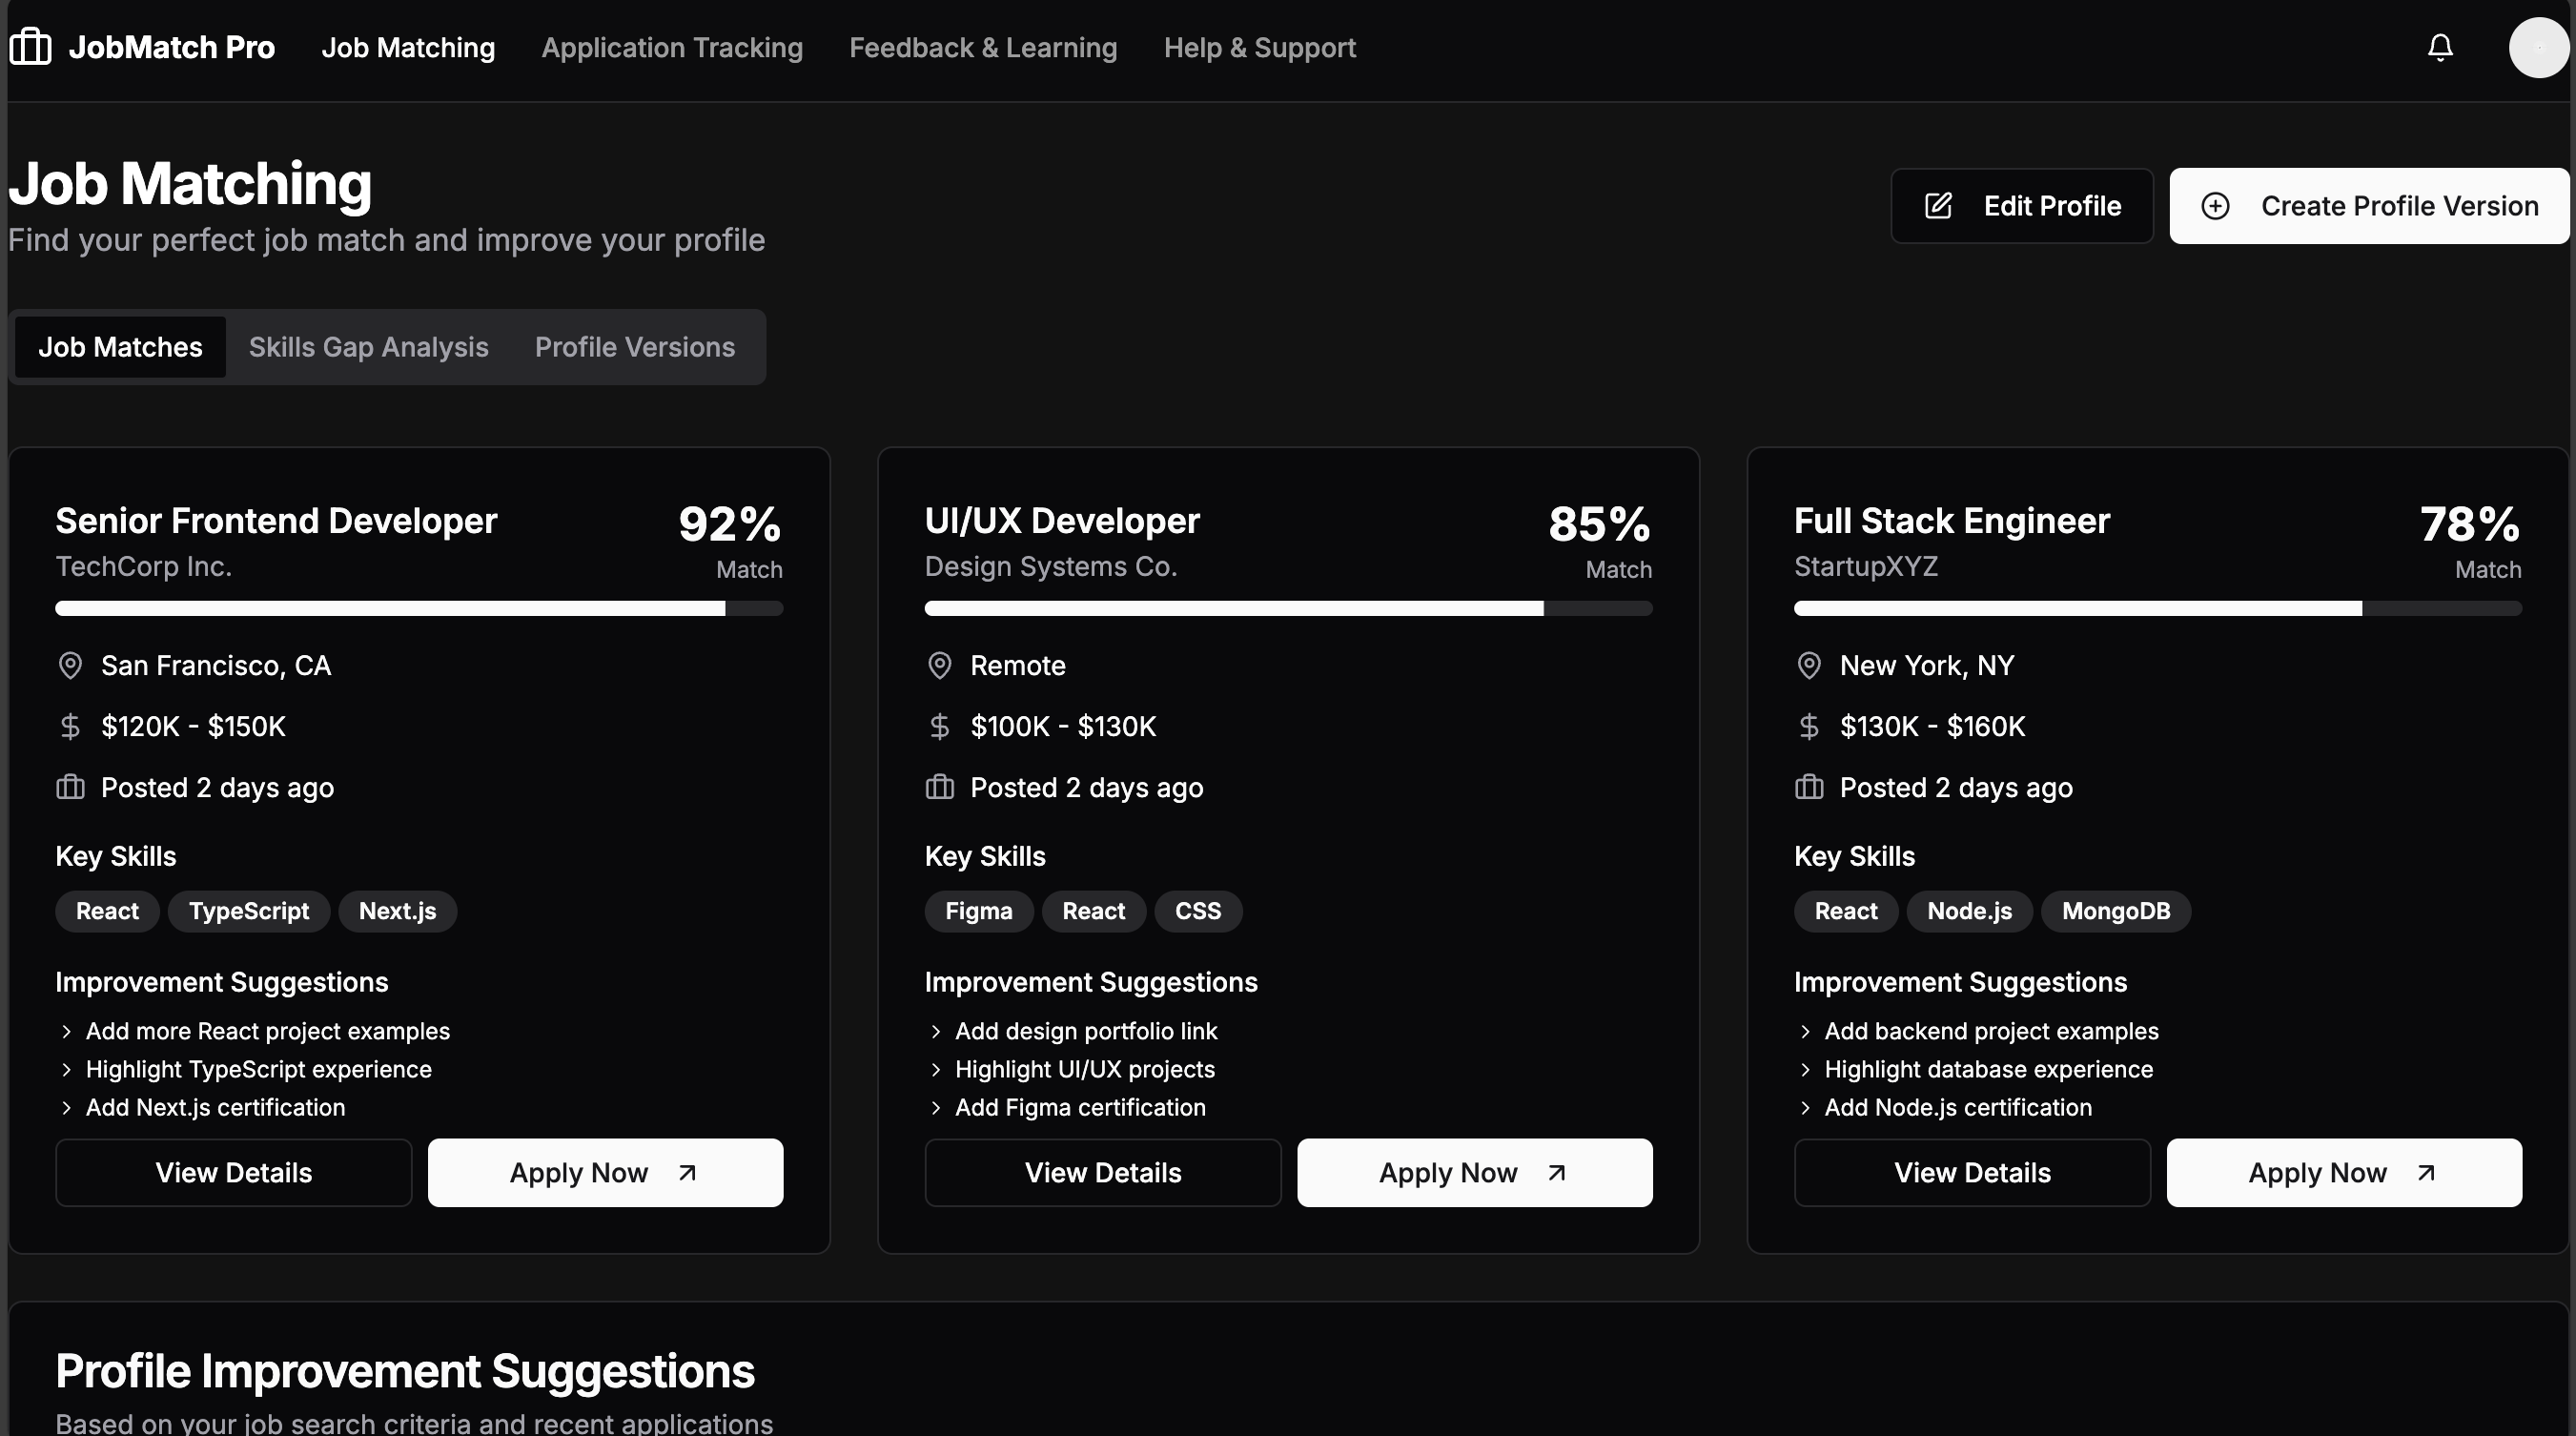 JobMatch Pro Job Matching Application Tracking Feedback & Learning Help & Support
Job Matching
Find your perfect job match and improve your profile
Edit Profile
Create Profile Version
Job Matches Skills Gap Analysis Profile Versions
Senior Frontend Developer
92%
TechCorp Inc.
Match
San Francisco, CA
$120K - $150K
Posted 2 days ago
Key Skills
React TypeScript Next.js
Improvement Suggestions
Add more React project examples
Highlight TypeScript experience
Add Next.js certification
View Details
Apply Now
UI/UX Developer
85%
Design Systems Co.
Match
Remote
$100K - $130K
Posted 2 days ago
Key Skills
Figma React CSS
Improvement Suggestions
Add design portfolio link
Highlight UI/UX projects
Add Figma certification
View Details
Apply Now
Full Stack Engineer
78%
StartupXYZ
Match
New York, NY
$130K - $160K
Posted 2 days ago
Key Skills
React Node.js MongoDB
Improvement Suggestions
Add backend project examples
Highlight database experience
Add Node.js certification
View Details
Apply Now
Profile Improvement Suggestions
Based on your job search criteria and recent applications